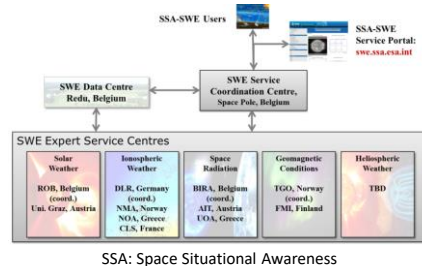 SSA-SWE Users
SSA-SWE
Service Portal:
swe.ssa.esa.int
SWE Data Centre
Redu, Belgium
SWE Service
Coordination Centre,
Space Pole, Belgium
SWE Expert Service Centres
Solar
Weather
ROB, Belgium
(coord.)
Uni. Graz, Austria
Ionospheric
Weather
DLR, Germany
(coord.)
NMA, Norway
NOA, Greece
CLS, France
Space
Radiation
BIRA, Belgium
(coord.)
AIT, Austria
UOA, Greece
Geomagnetic
Conditions
TGO, Norway
(coord.)
FMI, Finland
Heliospheric
Weather
TBD
SSA: Space Situational Awareness